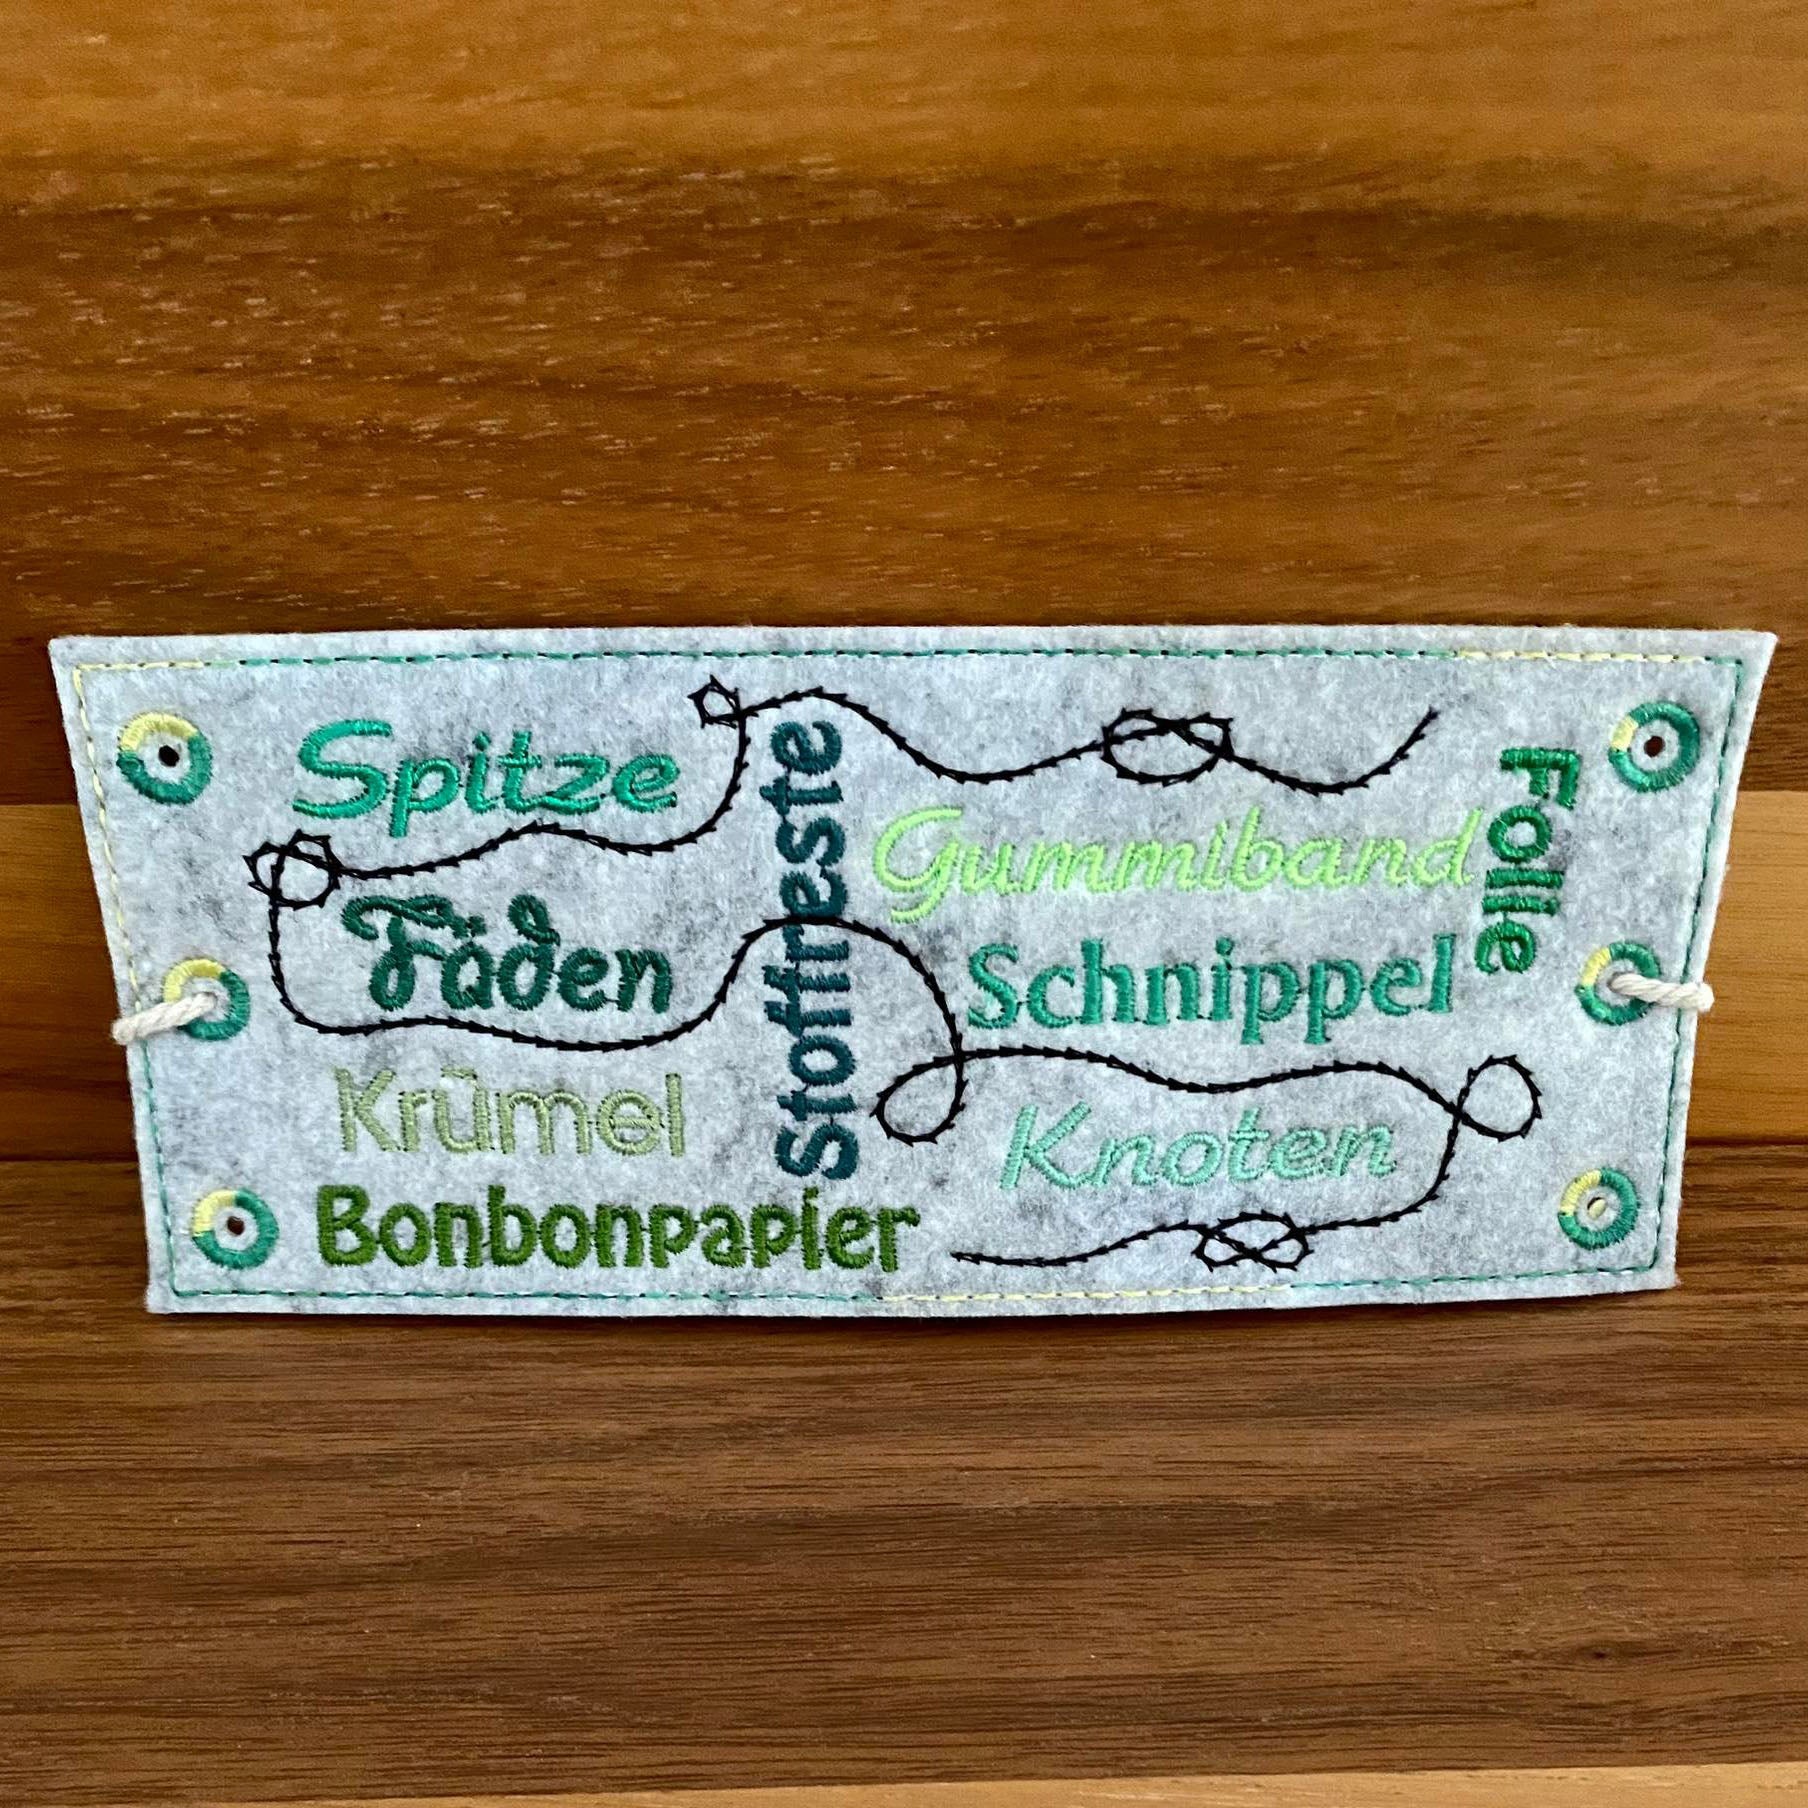 Spitze
Fäden
Krümel
Bonbonpapier
Stoffreste
Gummiband
Schnippel
Knoten
Folie